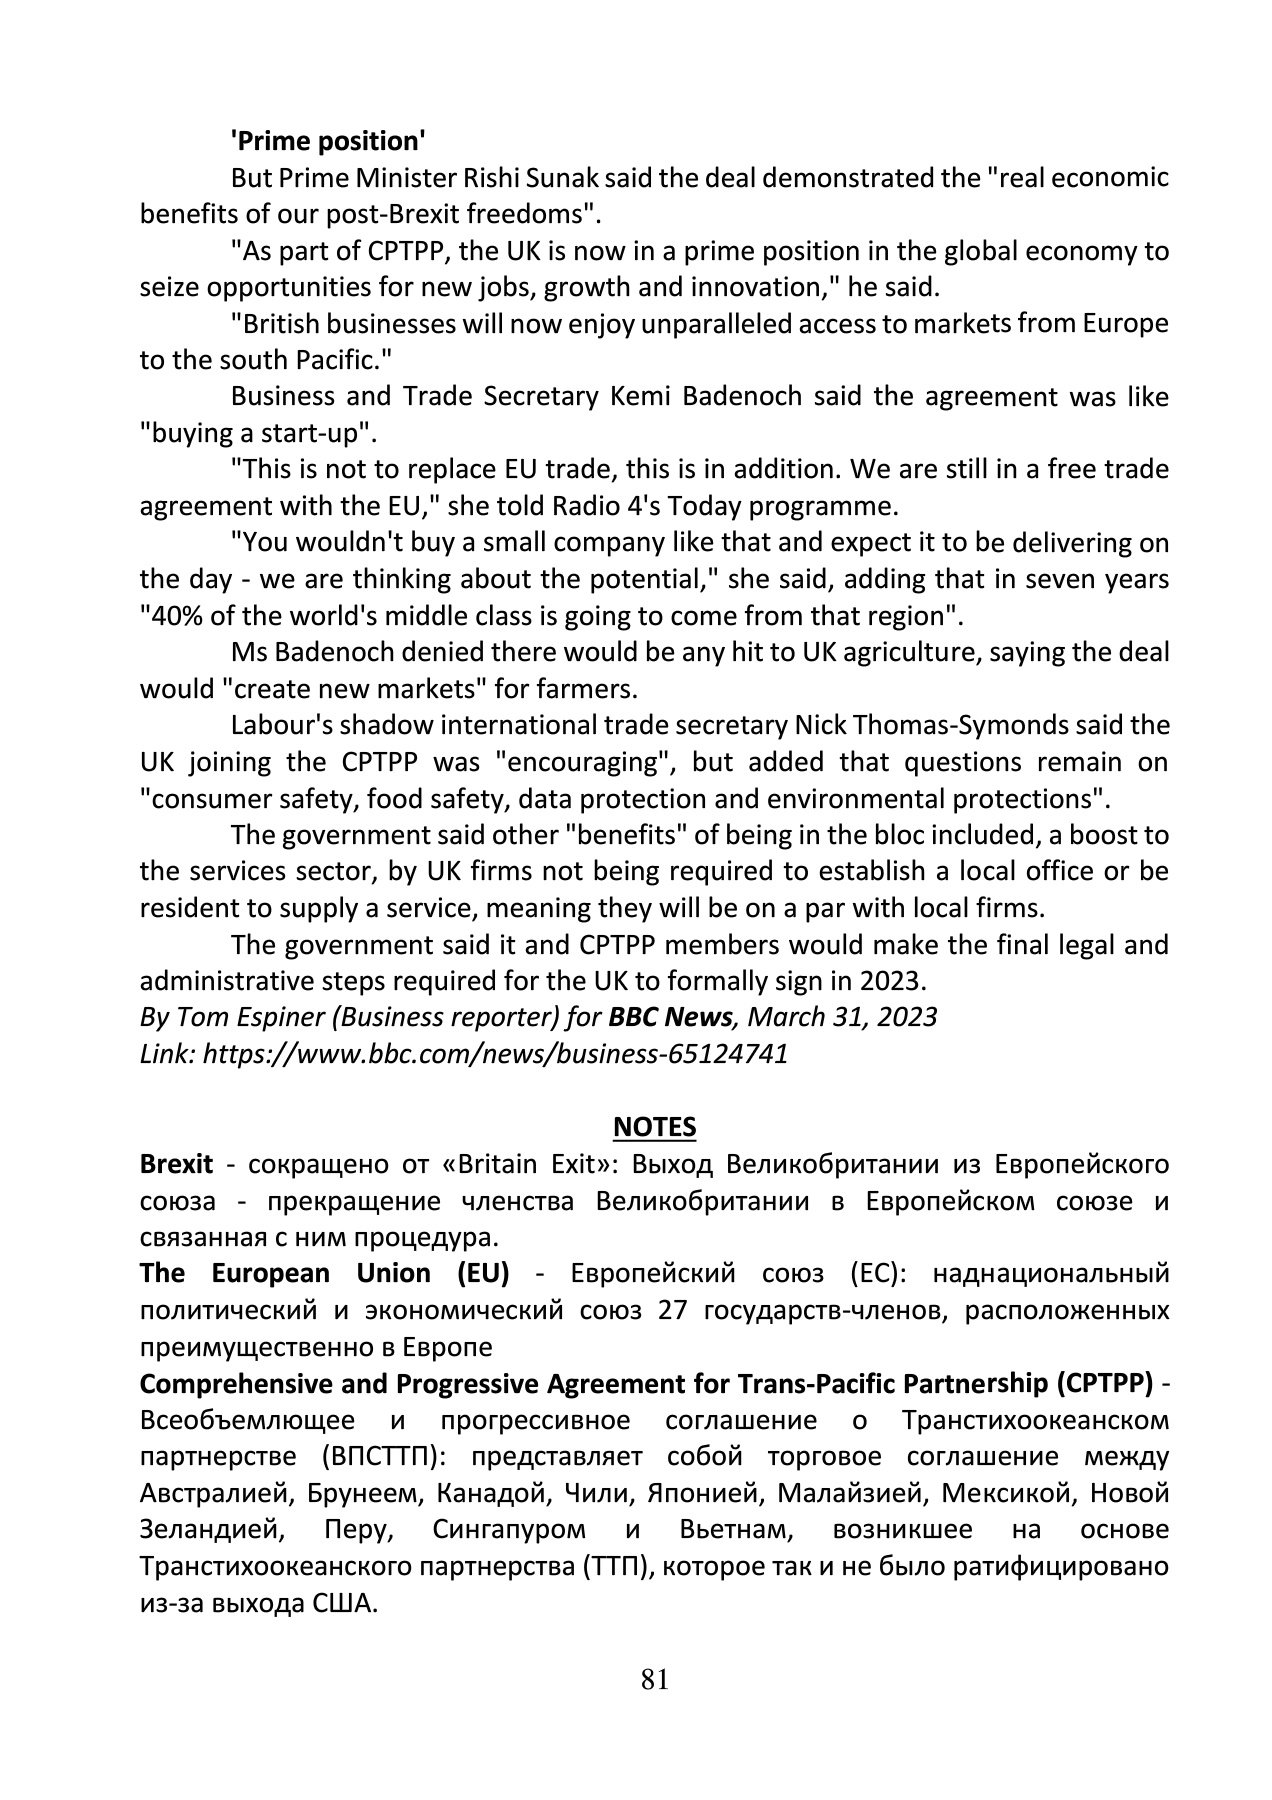 'Prime position'
But Prime Minister Rishi Sunak said the deal demonstrated the "real economic
benefits of our post-Brexit freedoms".
"As part of CPTPP, the UK is now in a prime position in the global economy to
seize opportunities for new jobs, growth and innovation," he said.
"British businesses will now enjoy unparalleled access to markets from Europe
to the south Pacific."
Business and Trade Secretary Kemi Badenoch said the agreement was like
"buying a start-up".
"This is not to replace EU trade, this is in addition. We are still in a free trade
agreement with the EU," she told Radio 4's Today programme.
"You wouldn't buy a small company like that and expect it to be delivering on
the day - we are thinking about the potential," she said, adding that in seven years
"40% of the world's middle class is going to come from that region".
Ms Badenoch denied there would be any hit to UK agriculture, saying the deal
would "create new markets" for farmers.
Labour's shadow international trade secretary Nick Thomas-Symonds said the
UK joining the CPTPP was "encouraging", but added that questions remain on
"consumer safety, food safety, data protection and environmental protections".
The government said other "benefits" of being in the bloc included, a boost to
the services sector, by UK firms not being required to establish a local office or be
resident to supply a service, meaning they will be on a par with local firms.
The government said it and CPTPP members would make the final legal and
administrative steps required for the UK to formally sign in 2023.
By Tom Espiner (Business reporter) for BBC News, March 31, 2023
Link: https://www.bbc.com/news/business-65124741
NOTES
Brexit - сокращено от «Britain Exit»: Выход Великобритании из Европейского
союза - прекращение членства Великобритании в Европейском союзе и
связанная с ним процедура.
The European Union (EU) - Европейский союз (ЕС): наднациональный
политический и экономический союз 27 государств-членов, расположенных
преимущественно в Европе
Comprehensive and Progressive Agreement for Trans-Pacific Partnership (CPTPP) -
Всеобъемлющее и прогрессивное соглашение о Транстихоокеанском
партнерстве (ВПСТТП): представляет собой торговое соглашение между
Австралией, Брунеем, Канадой, Чили, Японией, Малайзией, Мексикой, Новой
Зеландией, Перу, Сингапуром и Вьетнам, возникшее на основе
Транстихоокеанского партнерства (ТТП), которое так и не было ратифицировано
из-за выхода США.
81